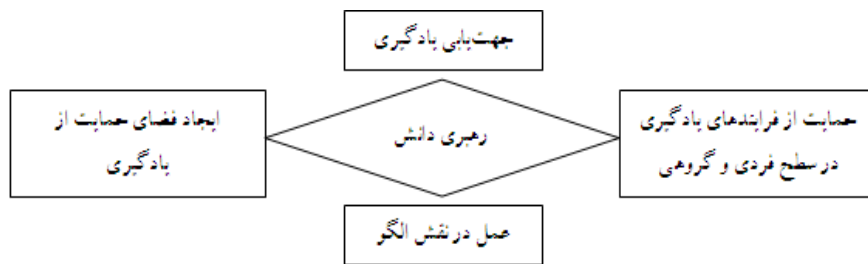 جهت‌یابی یادگیری
حمایت از فرایندهای یادگیری
در سطح فردی و گروهی
رهبری دانش
ایجاد فضای حمایت از
یادگیری
عمل در نقش الگو